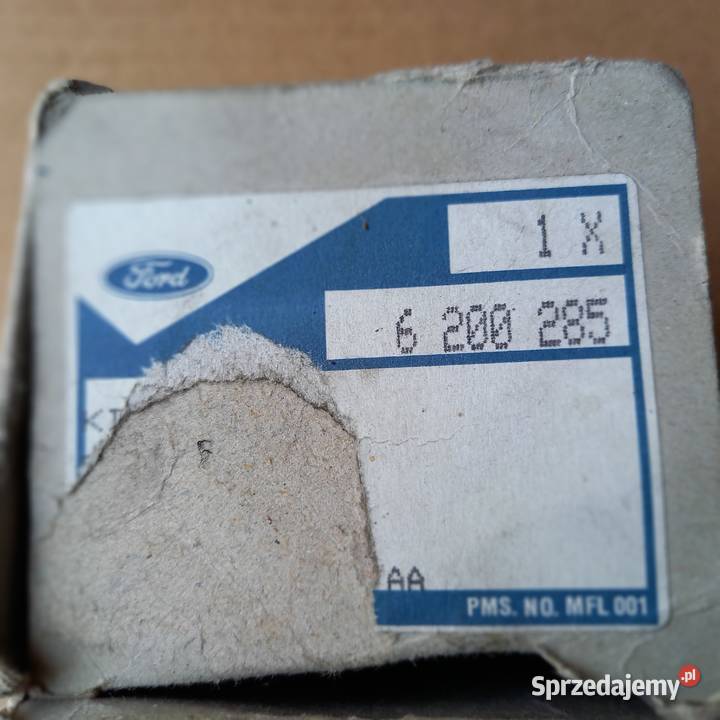 Ford
1 X
6 200 285
AA
PMS. NO. MFL 001
Sprzedajemy.pl